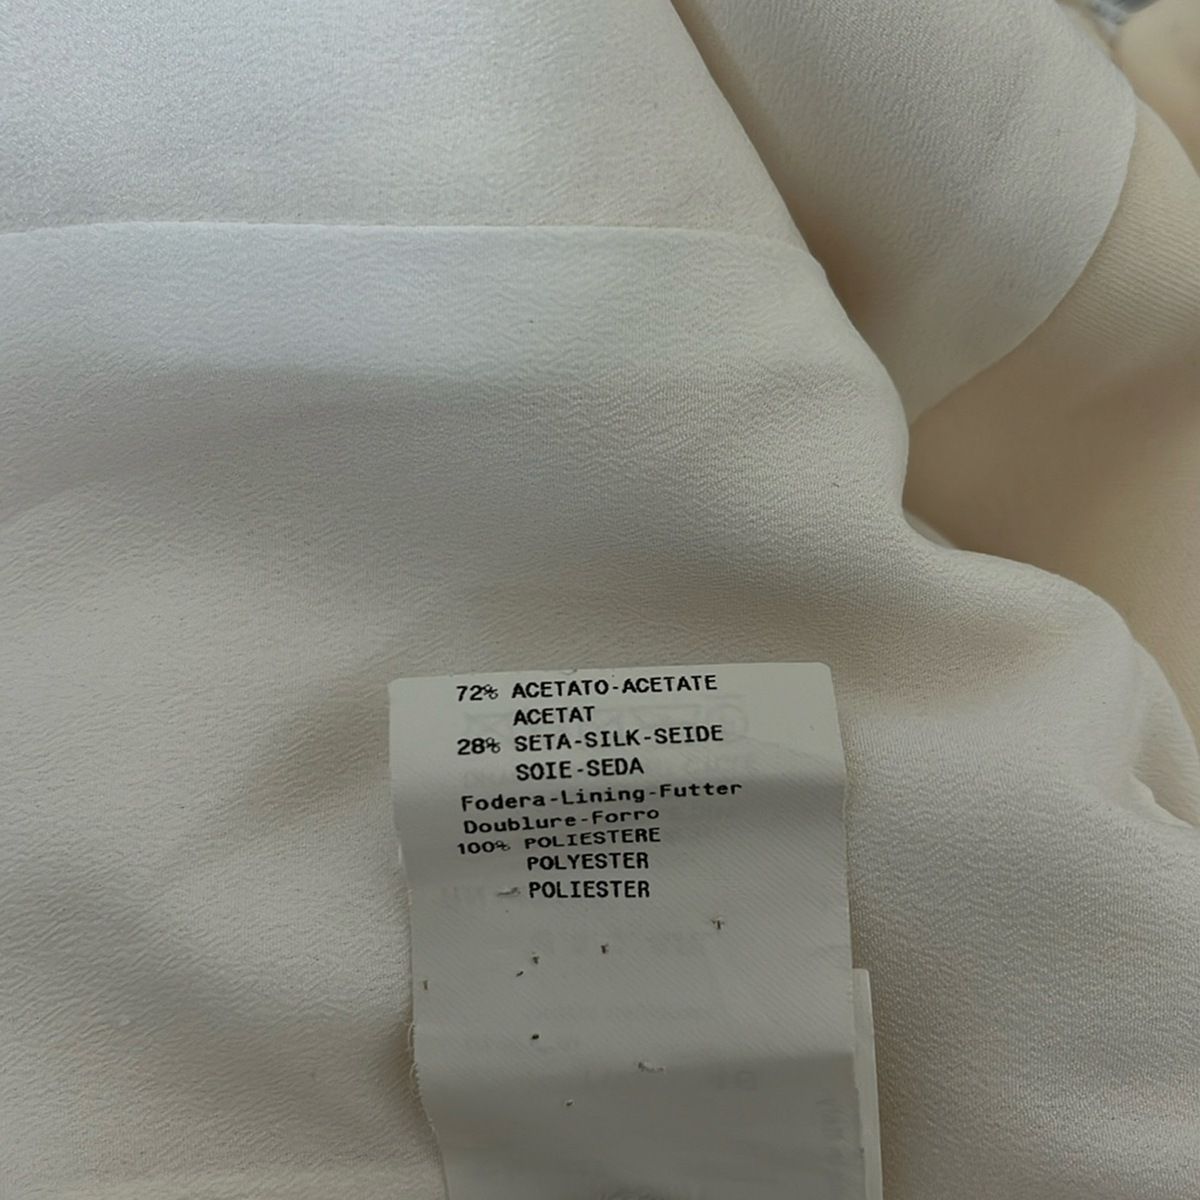 72% ACETATO-ACETATE
ACETAT
28% SETA-SILK-SEIDE
SOIE-SEDA
Fodera-Lining-Futter
Doublure-Forro
100% POLIESTERE
POLYESTER
POLIESTER